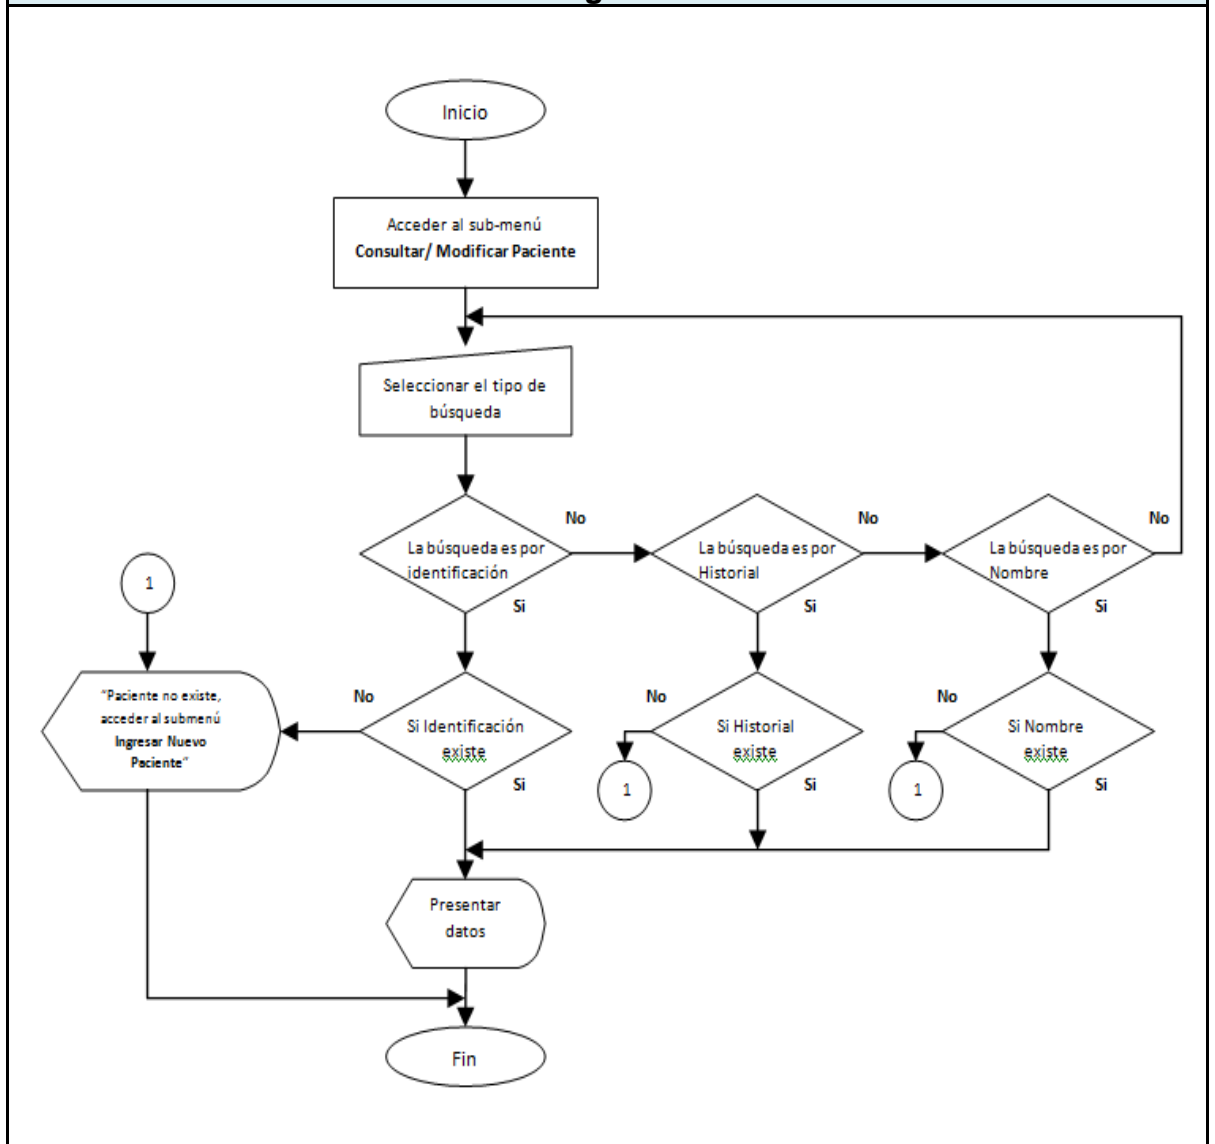 Inicio
Acceder al sub-menú
Consultar/ Modificar Paciente
Seleccionar el tipo de
búsqueda
No
No
No
La búsqueda es por
identificación
La búsqueda es por
Historial
La búsqueda es por
Nombre
1
Si
Si
Si
"Paciente no existe,
acceder al submenú
Ingresar Nuevo
Paciente"
No
No
No
Si Identificación
existe
Si Historial
existe
Si Nombre
existe
Si
1
Si
1
Si
Presentar
datos
Fin